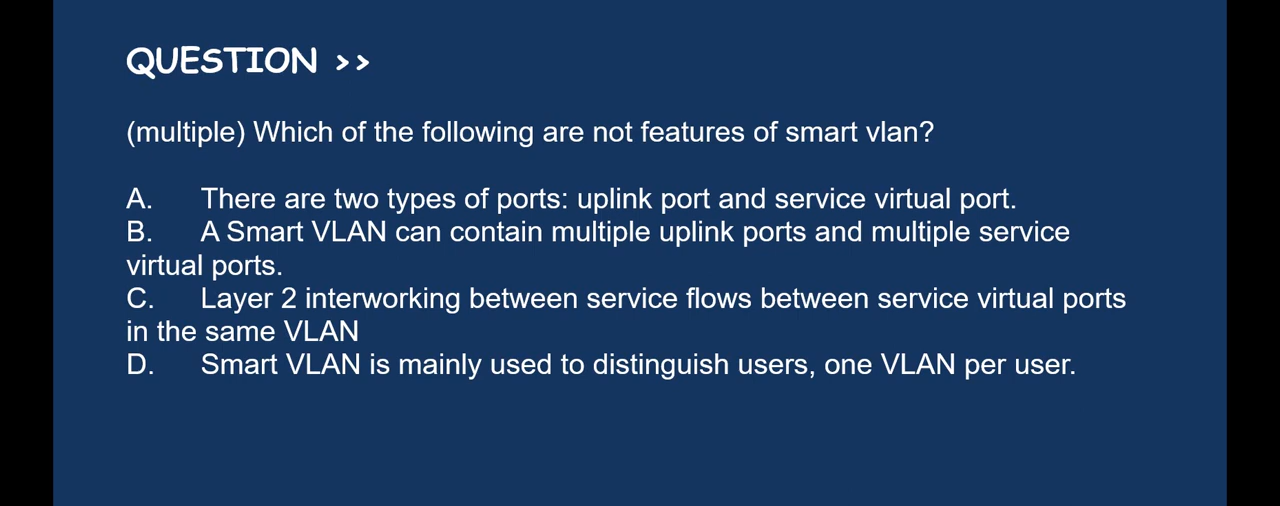 QUESTION >>
(multiple) Which of the following are not features of smart vlan?
A. There are two types of ports: uplink port and service virtual port.
B. A Smart VLAN can contain multiple uplink ports and multiple service
virtual ports.
C. Layer 2 interworking between service flows between service virtual ports
in the same VLAN
D. Smart VLAN is mainly used to distinguish users, one VLAN per user.